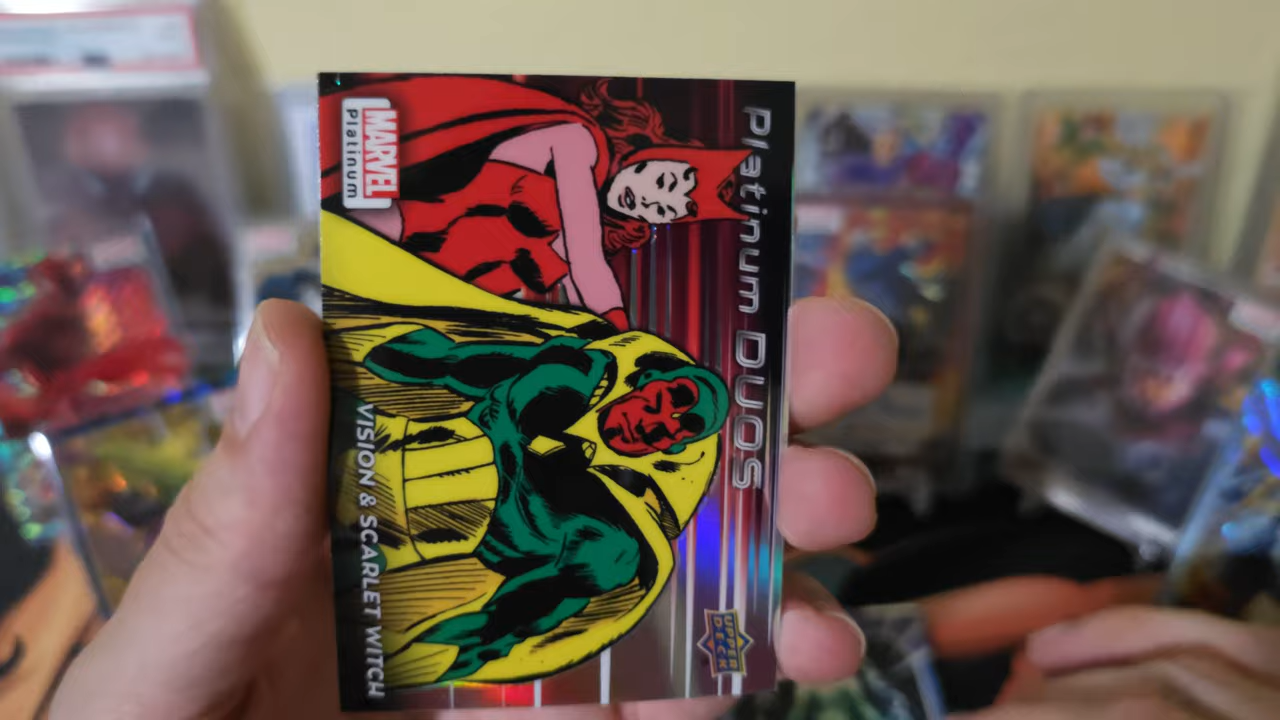 Platinum DUOS
MARVEL
Platinum
UPPER
DECK
VISION & SCARLET WITCH